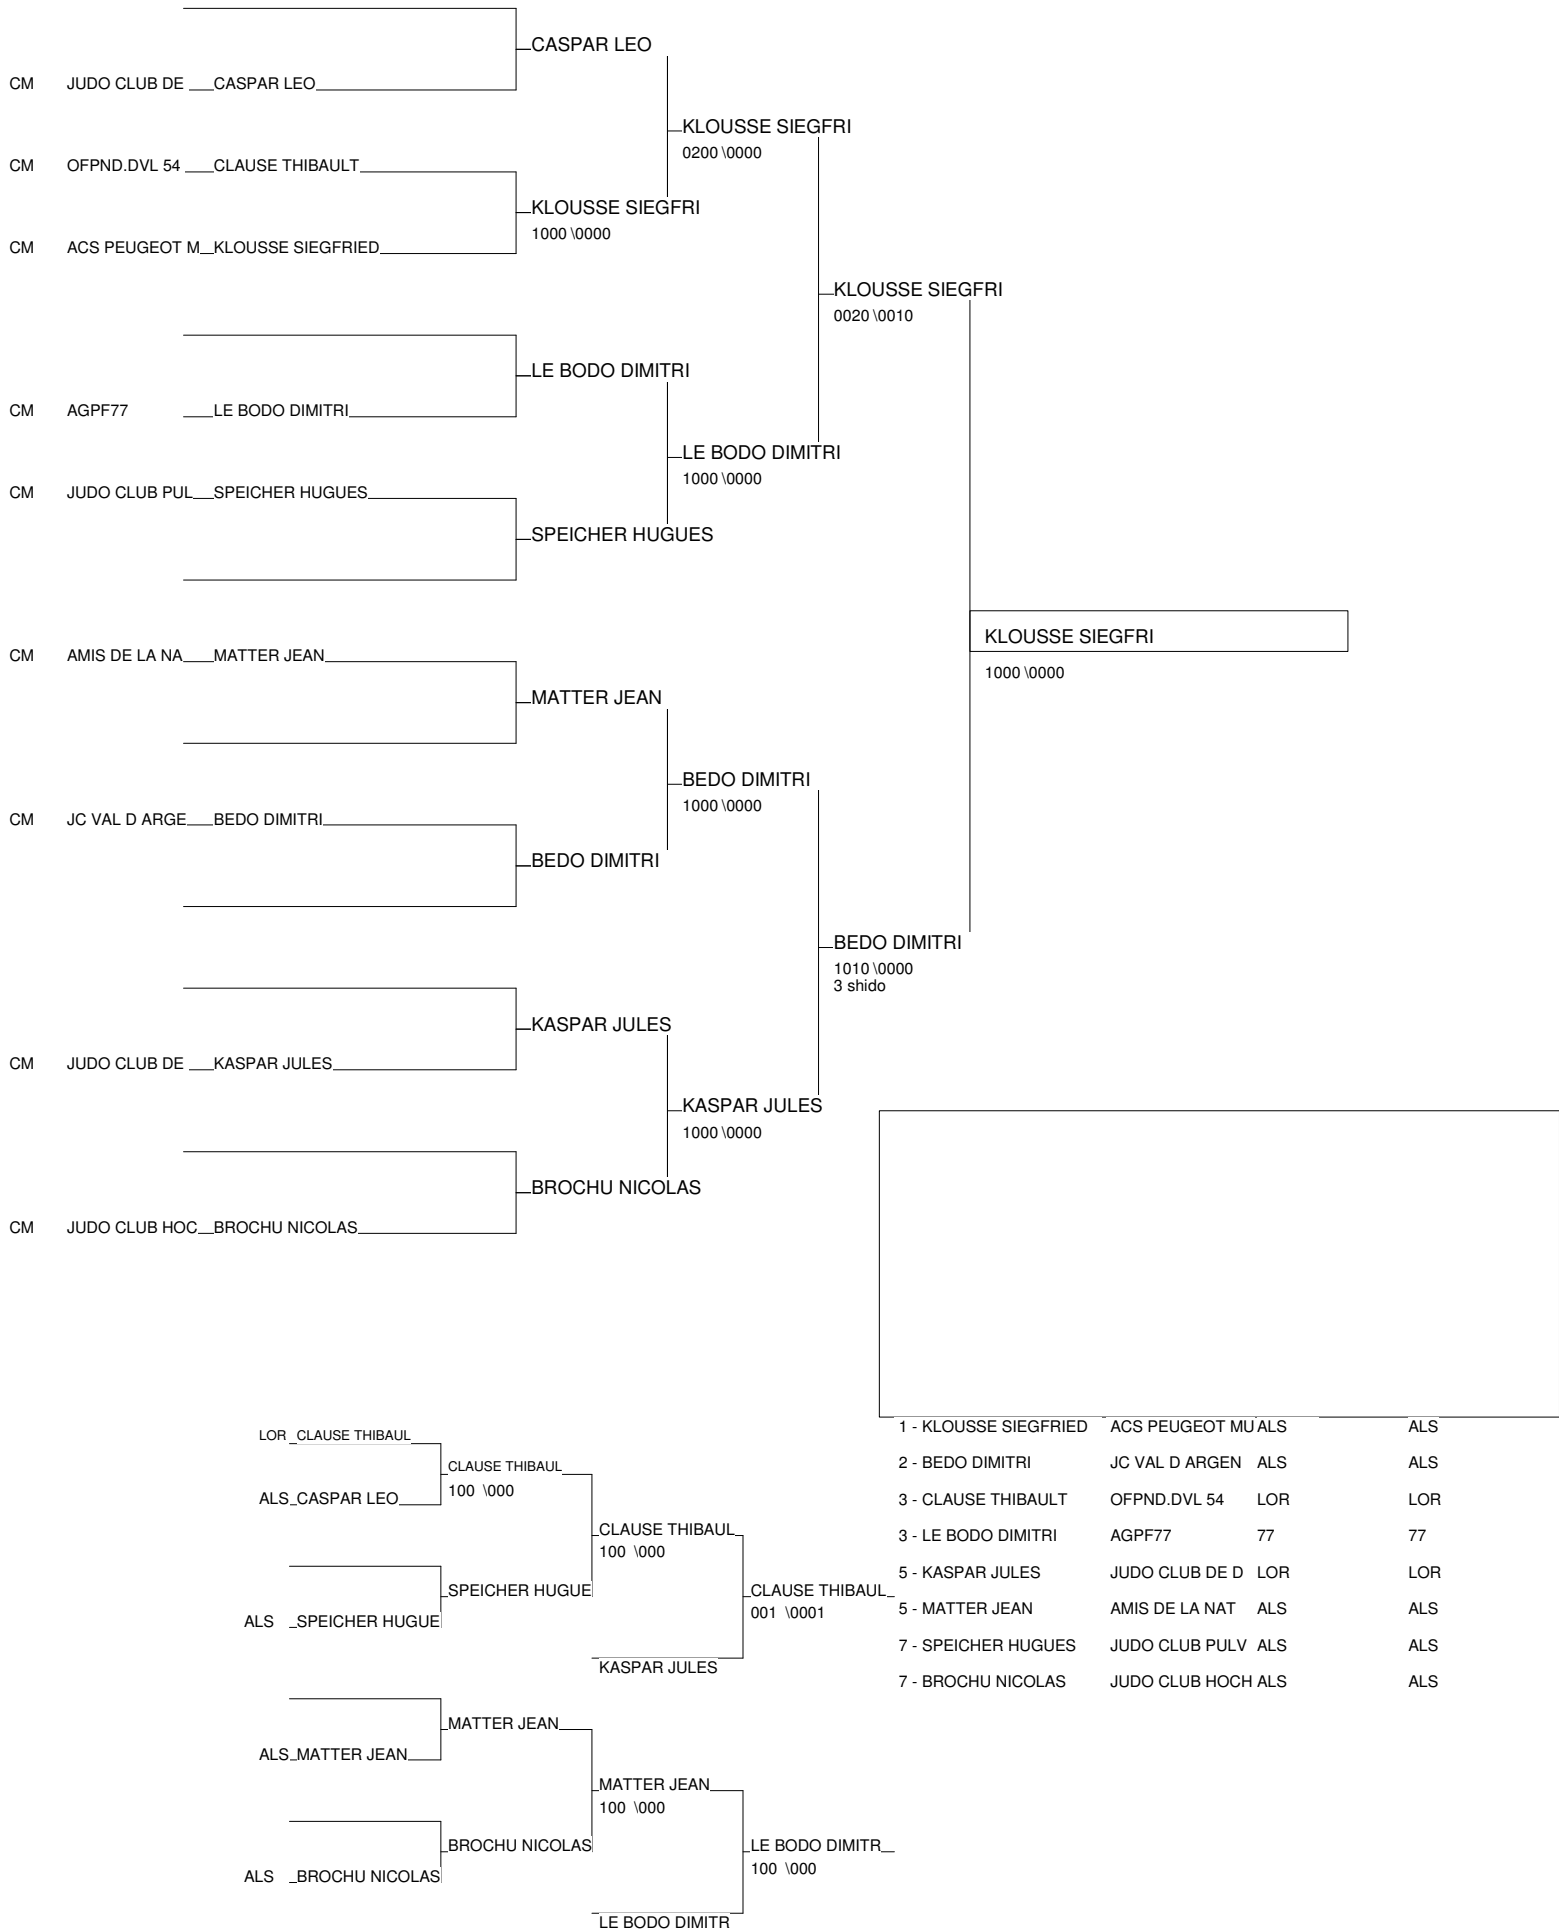 CASPAR LEO
CM JUDO CLUB DE CASPAR LEO
KLOUSSE SIEGFRI
0200 \0000
CM OFPND.DVL 54 CLAUSE THIBAULT
KLOUSSE SIEGFRI
1000 \0000
CM ACS PEUGEOT M KLOUSSE SIEGFRIED
KLOUSSE SIEGFRI
0020 \0010
LE BODO DIMITRI
CM AGPF77 LE BODO DIMITRI
LE BODO DIMITRI
1000 \0000
CM JUDO CLUB PUL SPEICHER HUGUES
SPEICHER HUGUES
KLOUSSE SIEGFRI
1000 \0000
CM AMIS DE LA NA MATTER JEAN
MATTER JEAN
BEDO DIMITRI
1000 \0000
CM JC VAL D ARGE BEDO DIMITRI
BEDO DIMITRI
BEDO DIMITRI
1010 \0000
3 shido
KASPAR JULES
CM JUDO CLUB DE KASPAR JULES
KASPAR JULES
1000 \0000
BROCHU NICOLAS
CM JUDO CLUB HOC BROCHU NICOLAS
1 - KLOUSSE SIEGFRIED ACS PEUGEOT MU ALS ALS
2 - BEDO DIMITRI JC VAL D ARGEN ALS ALS
3 - CLAUSE THIBAULT OFPND.DVL 54 LOR LOR
3 - LE BODO DIMITRI AGPF77 77 77
5 - KASPAR JULES JUDO CLUB DE D LOR LOR
5 - MATTER JEAN AMIS DE LA NAT ALS ALS
7 - SPEICHER HUGUES JUDO CLUB PULV ALS ALS
7 - BROCHU NICOLAS JUDO CLUB HOCH ALS ALS
LOR CLAUSE THIBAUL
CLAUSE THIBAUL
100 \000
ALS CASPAR LEO
CLAUSE THIBAUL
100 \000
SPEICHER HUGUE
ALS SPEICHER HUGUE
CLAUSE THIBAUL
001 \0001
KASPAR JULES
MATTER JEAN
ALS MATTER JEAN
MATTER JEAN
100 \000
BROCHU NICOLAS
ALS BROCHU NICOLAS
LE BODO DIMITR
100 \000
LE BODO DIMITR